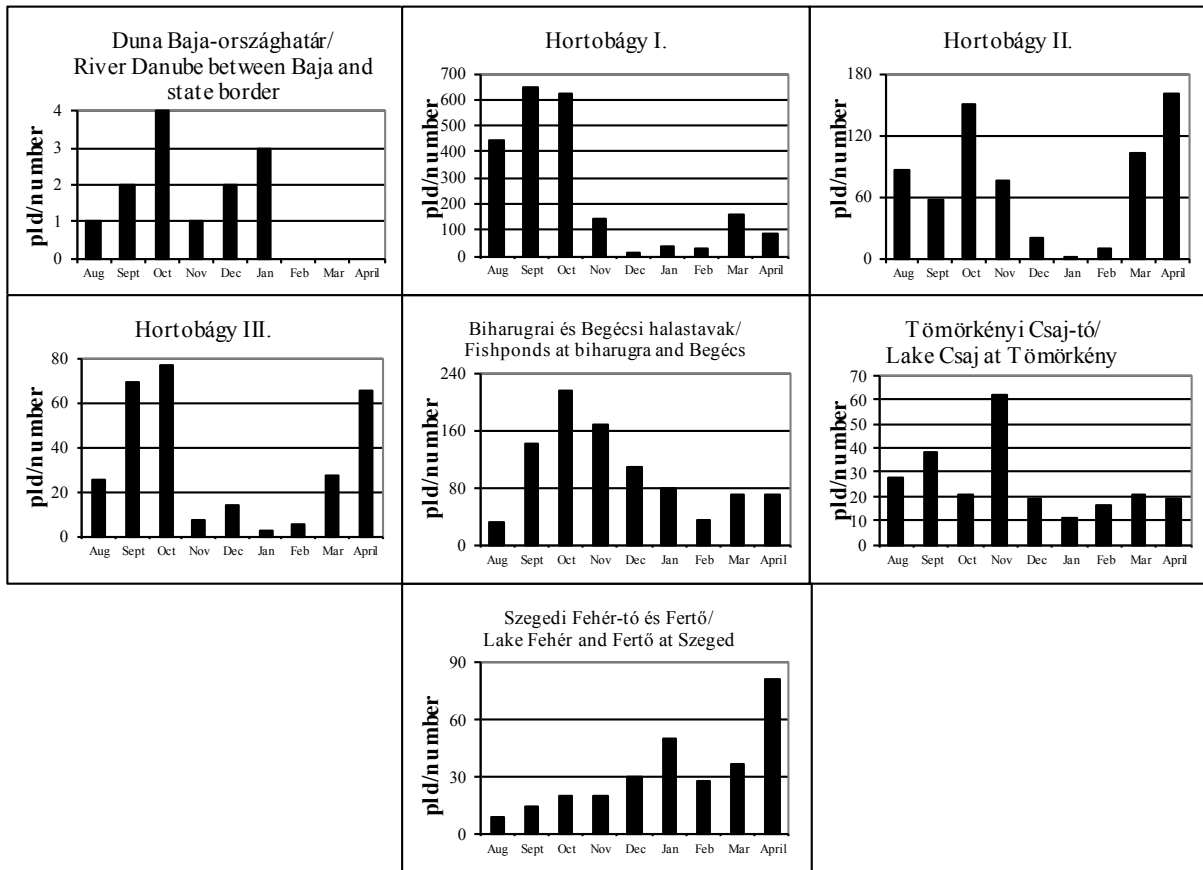 Duna Baja-országhatár/
River Danube between Baja and
state border
pld/number
4
3
2
1
0
Aug Sept Oct Nov Dec Jan Feb Mar April
Hortobágy I.
pld/number
700
600
500
400
300
200
100
0
Aug Sept Oct Nov Dec Jan Feb Mar April
Hortobágy II.
pld/number
180
120
60
0
Aug Sept Oct Nov Dec Jan Feb Mar April
Hortobágy III.
pld/number
80
60
40
20
0
Aug Sept Oct Nov Dec Jan Feb Mar April
Biharugrai és Begécsi halastavak/
Fishponds at biharugra and Begécs
pld/number
240
160
80
0
Aug Sept Oct Nov Dec Jan Feb Mar April
Tömörkényi Csaj-tó/
Lake Csaj at Tömörkény
pld/number
70
60
50
40
30
20
10
0
Aug Sept Oct Nov Dec Jan Feb Mar April
Szegedi Fehér-tó és Fertő/
Lake Fehér and Fertő at Szeged
pld/number
90
60
30
0
Aug Sept Oct Nov Dec Jan Feb Mar April